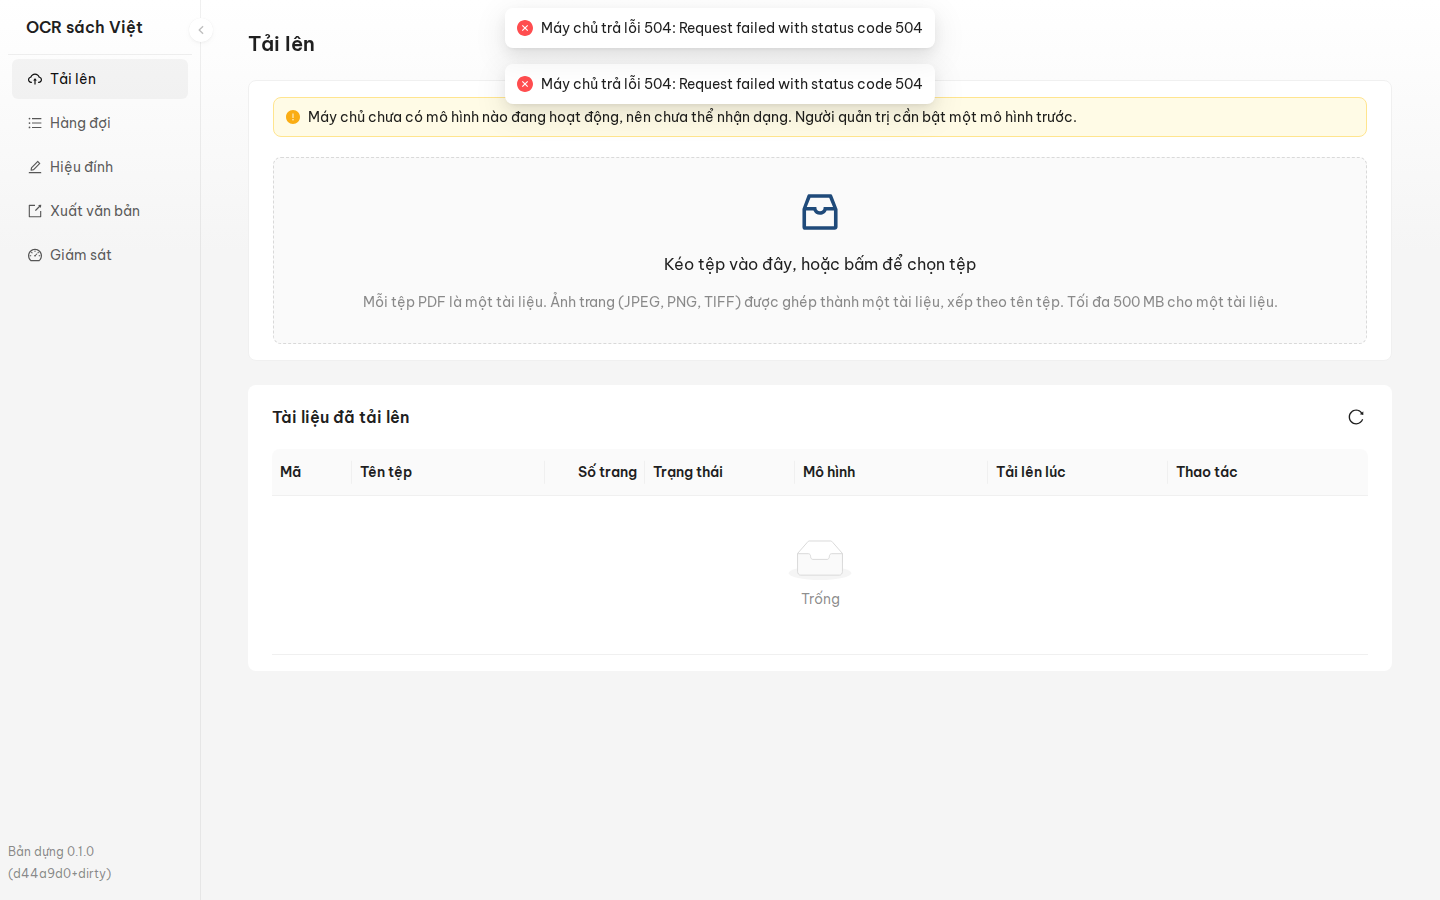 OCR sách Việt
Tải lên
Hàng đợi
Hiệu đính
Xuất văn bản
Giám sát
Bản dựng 0.1.0
(d44a9d0+dirty)
Máy chủ trả lỗi 504: Request failed with status code 504
Máy chủ trả lỗi 504: Request failed with status code 504
Tải lên
Máy chủ chưa có mô hình nào đang hoạt động, nên chưa thể nhận dạng. Người quản trị cần bật một mô hình trước.
Kéo tệp vào đây, hoặc bấm để chọn tệp
Mỗi tệp PDF là một tài liệu. Ảnh trang (JPEG, PNG, TIFF) được ghép thành một tài liệu, xếp theo tên tệp. Tối đa 500 MB cho một tài liệu.
Tài liệu đã tải lên
Mã Tên tệp Số trang Trạng thái Mô hình Tải lên lúc Thao tác
Trống